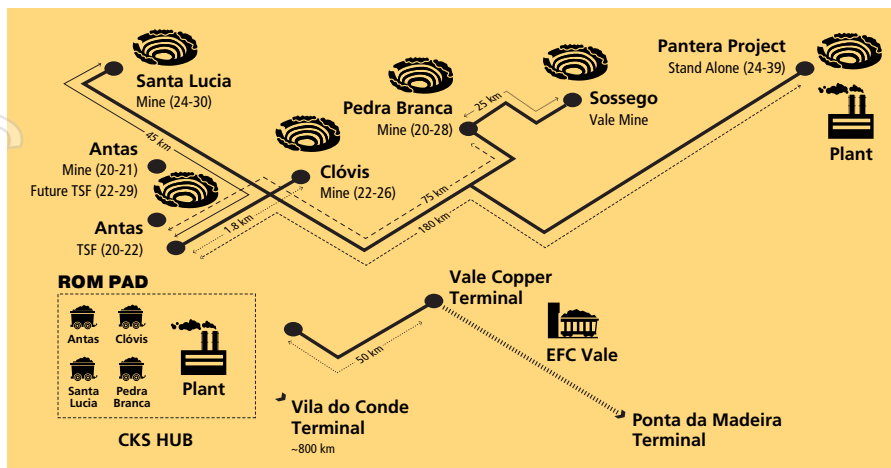 Santa Lucia
Mine (24-30)
45 km
Antas
Mine (20-21)
Future TSF (22-29)
Antas
TSF (20-22)
Clóvis
Mine (22-26)
1.8 km
Pedra Branca
Mine (20-28)
25 km
Sossego
Vale Mine
Pantera Project
Stand Alone (24-39)
Plant
75 km
180 km
ROM PAD
Antas
Clóvis
Santa
Lucia
Pedra
Branca
Plant
CKS HUB
Vale Copper
Terminal
50 km
EFC Vale
Vila do Conde
Terminal
~800 km
Ponta da Madeira
Terminal